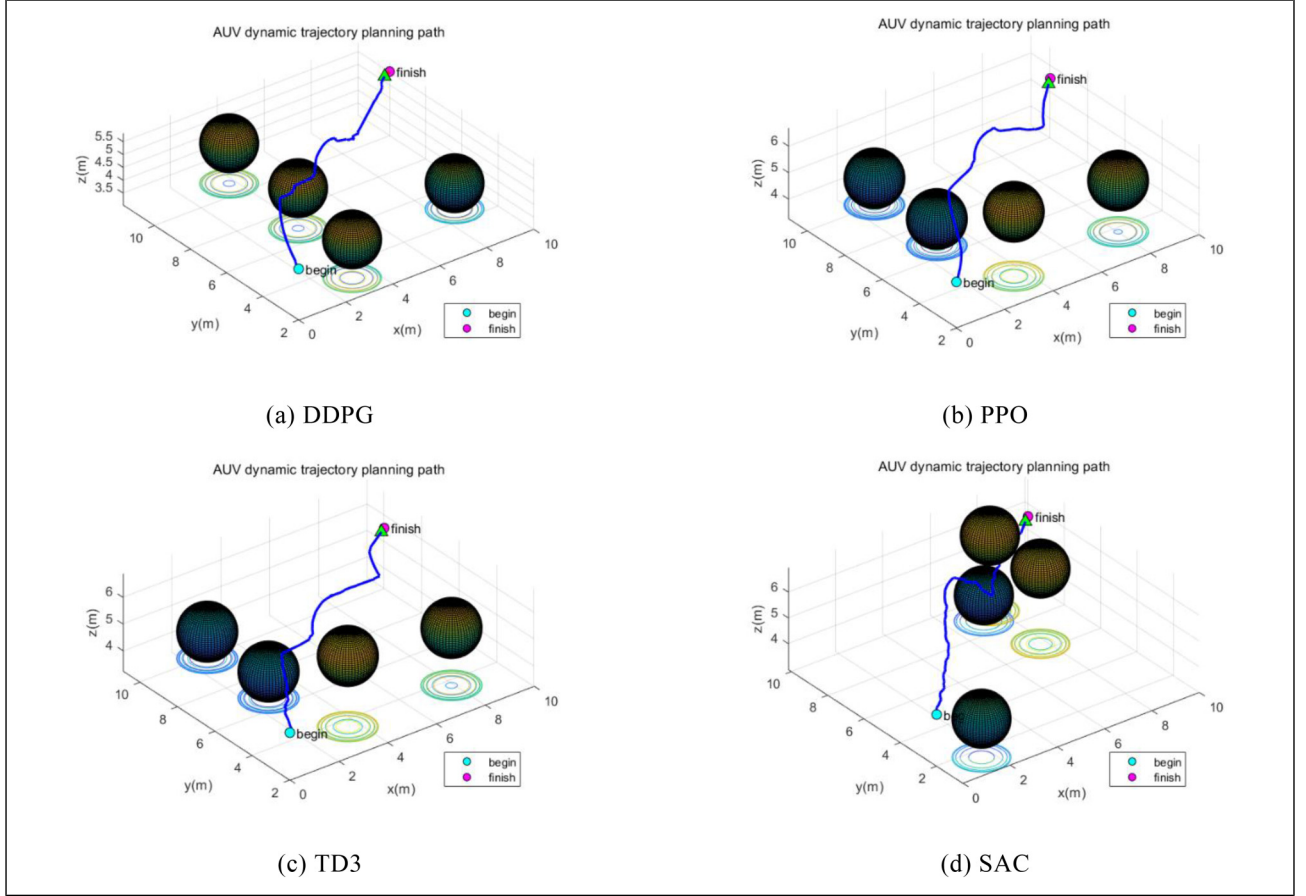 AUV dynamic trajectory planning path
finish
5.5
5
4.5
4
3.5
z(m)
10
8
6
4
2
y(m)
begin
0
2
4
6
8
10
x(m)
begin
finish
(a) DDPG
AUV dynamic trajectory planning path
finish
6
5
4
z(m)
10
8
6
4
2
y(m)
begin
0
2
4
6
8
10
x(m)
begin
finish
(b) PPO
AUV dynamic trajectory planning path
finish
6
5
4
z(m)
10
8
6
4
2
y(m)
begin
0
2
4
6
8
10
x(m)
begin
finish
(c) TD3
AUV dynamic trajectory planning path
finish
6
5
4
z(m)
10
8
6
4
2
y(m)
0
2
4
6
8
10
x(m)
begin
finish
(d) SAC